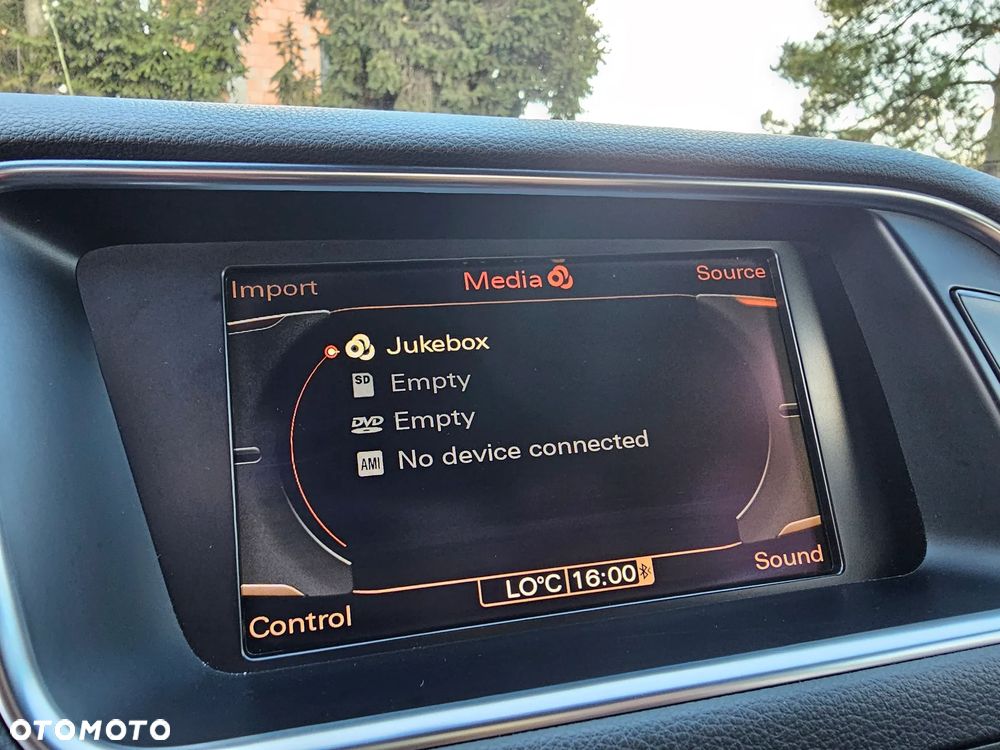 Import Media Source
Jukebox
SD Empty
DVD Empty
AMI No device connected
Control LO°C 16:00 Sound
OTOMOTO